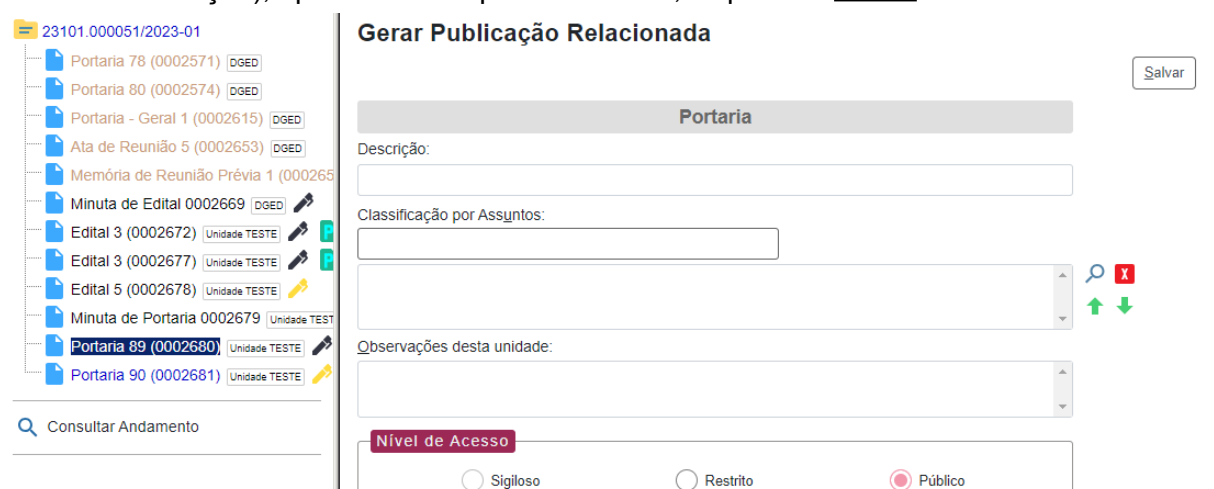 23101.000051/2023-01
Portaria 78 (0002571) DGED
Portaria 80 (0002574) DGED
Portaria - Geral 1 (0002615) DGED
Ata de Reunião 5 (0002653) DGED
Memória de Reunião Prévia 1 (000265
Minuta de Edital 0002669 DGED
Edital 3 (0002672) Unidade TESTE P
Edital 3 (0002677) Unidade TESTE P
Edital 5 (0002678) Unidade TESTE
Minuta de Portaria 0002679 Unidade TEST
Portaria 89 (0002680) Unidade TESTE
Portaria 90 (0002681) Unidade TESTE
Consultar Andamento
Gerar Publicação Relacionada
Salvar
Portaria
Descrição:
Classificação por Assuntos:
X
Observações desta unidade:
Nível de Acesso
Sigiloso Restrito Público